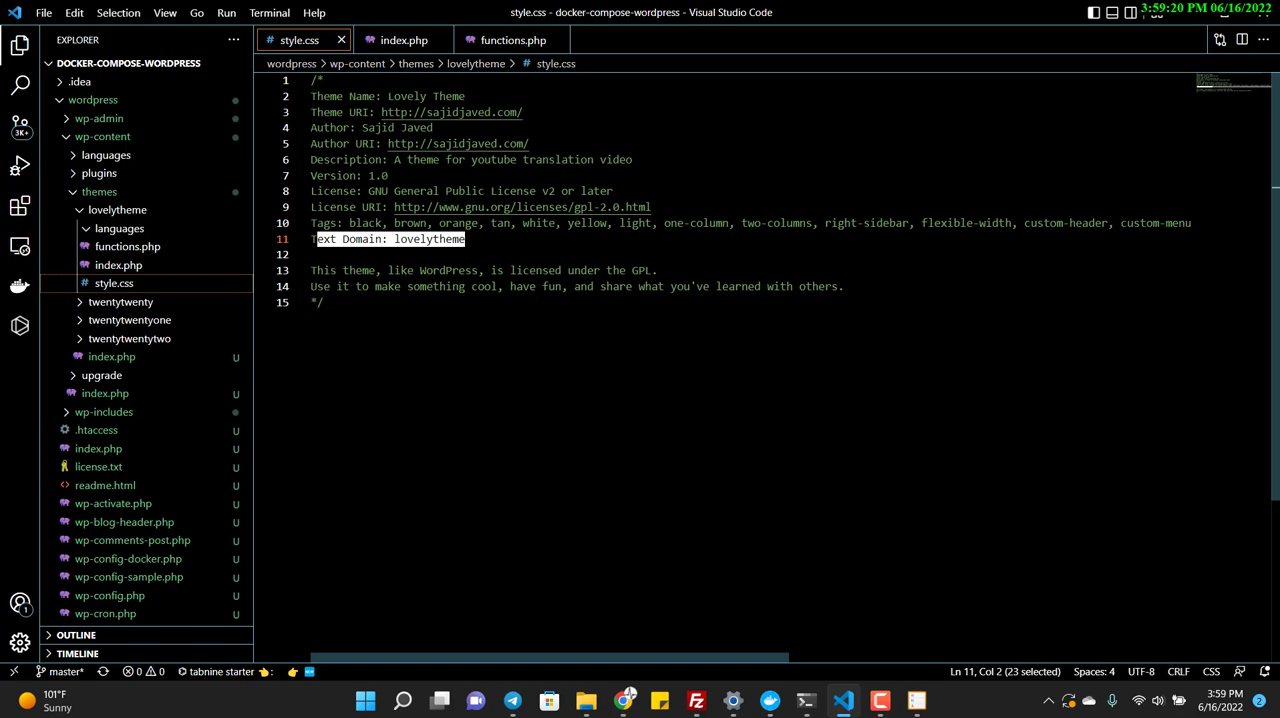 File Edit Selection View Go Run Terminal Help
style.css - docker-compose-wordpress - Visual Studio Code
3:59:20 PM 06/16/2022
EXPLORER
style.css
index.php
functions.php
DOCKER-COMPOSE-WORDPRESS
wordpress > wp-content > themes > lovelytheme > # style.css
.idea
wordpress
wp-admin
wp-content
languages
plugins
themes
lovelytheme
languages
functions.php
index.php
style.css
twentytwenty
twentytwentyone
twentytwentytwo
index.php U
upgrade
index.php U
wp-includes
.htaccess U
index.php U
license.txt U
readme.html U
wp-activate.php U
wp-blog-header.php U
wp-comments-post.php U
wp-config-docker.php U
wp-config-sample.php U
wp-config.php U
wp-cron.php U
OUTLINE
TIMELINE
3K+
1
1 /*
2 Theme Name: Lovely Theme
3 Theme URI: http://sajidjaved.com/
4 Author: Sajid Javed
5 Author URI: http://sajidjaved.com/
6 Description: A theme for youtube translation video
7 Version: 1.0
8 License: GNU General Public License v2 or later
9 License URI: http://www.gnu.org/licenses/gpl-2.0.html
10 Tags: black, brown, orange, tan, white, yellow, light, one-column, two-columns, right-sidebar, flexible-width, custom-header, custom-menu
11 Text Domain: lovelytheme
12
13 This theme, like WordPress, is licensed under the GPL.
14 Use it to make something cool, have fun, and share what you've learned with others.
15 */
master* 0 0 tabnine starter
Ln 11, Col 2 (23 selected) Spaces: 4 UTF-8 CRLF CSS
101°F
Sunny
3:59 PM
6/16/2022
2